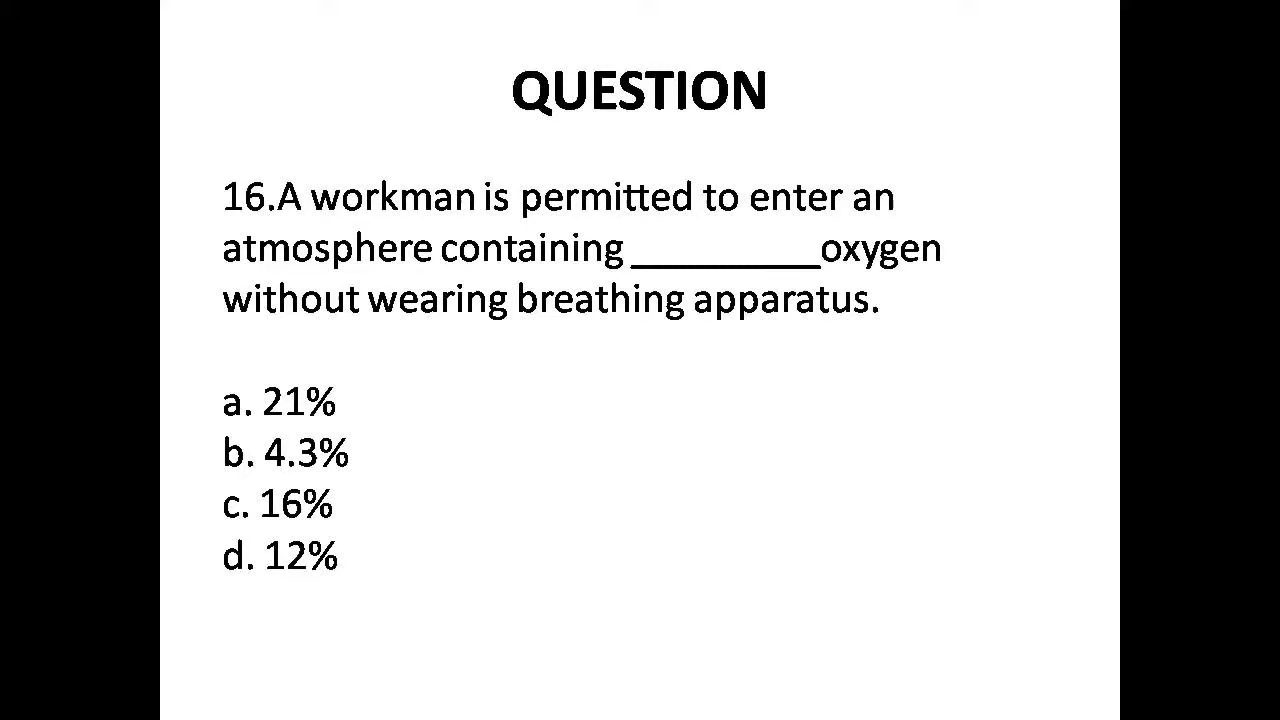 QUESTION
16.A workman is permitted to enter an
atmosphere containing _________oxygen
without wearing breathing apparatus.
a. 21%
b. 4.3%
c. 16%
d. 12%